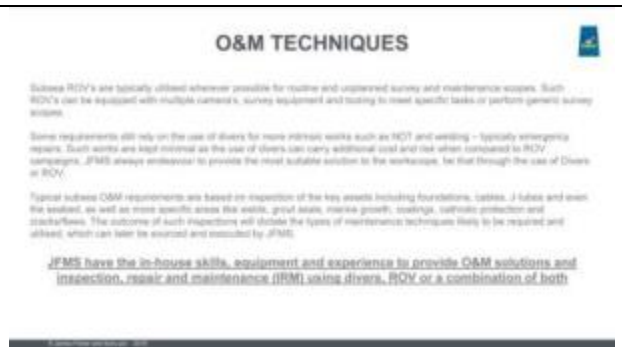 O&M TECHNIQUES
Subsea ROV's are typically utilised wherever possible for routine and unplanned survey and maintenance scopes. Such
ROV's can be equipped with multiple camera's, survey equipment and tooling to meet specific tasks or perform generic survey
scopes.
Some requirements still rely on the use of divers for more intrinsic works such as NDT and welding – typically emergency
repairs. Such works are kept minimal as the use of divers can carry additional cost and risk when compared to ROV
campaigns. JFMS always endeavour to provide the most suitable solution to the workscope, be that through the use of Divers
or ROV.
Typical subsea O&M requirements are based on inspection of the key assets including foundations, cables, J-tubes and even
the seabed, as well as more specific areas like welds, grout seals, marine growth, coatings, cathodic protection and
cracks/flaws. The outcome of such inspections will dictate the types of maintenance techniques likely to be required and
utilised, which can later be sourced and executed by JFMS.
JFMS have the in-house skills, equipment and experience to provide O&M solutions and
inspection, repair and maintenance (IRM) using divers, ROV or a combination of both